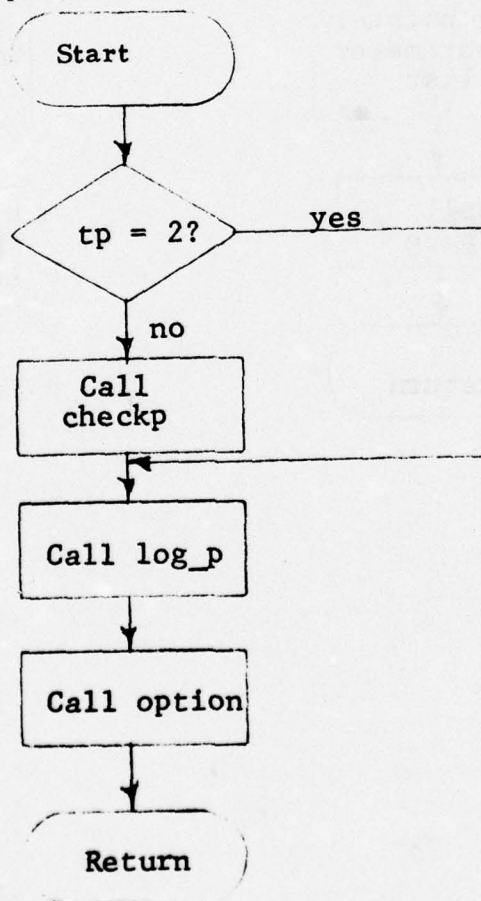 Start
tp = 2?
yes
no
Call
checkp
Call log_p
Call option
Return